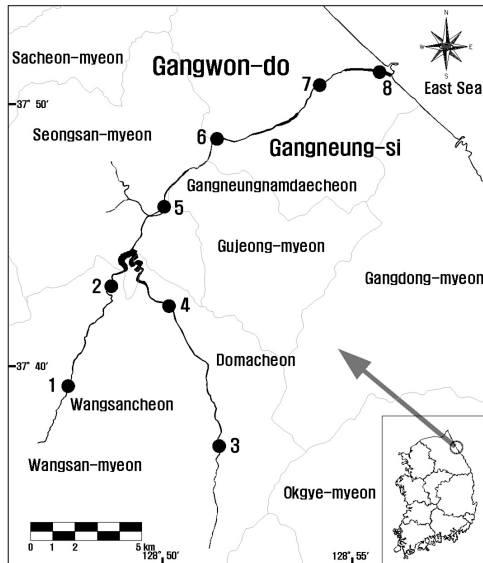 N
W
E
S
Sacheon-myeon
Gangwon-do
East Sea
7
8
37° 50'
Seongsan-myeon
6
Gangneung-si
Gangneungnamdaecheon
5
Gujeong-myeon
Gangdong-myeon
2
4
37° 40'
Domacheon
1
Wangsancheon
3
Wangsan-myeon
Okgye-myeon
0 1 2 5 km
128° 50'
128° 55'